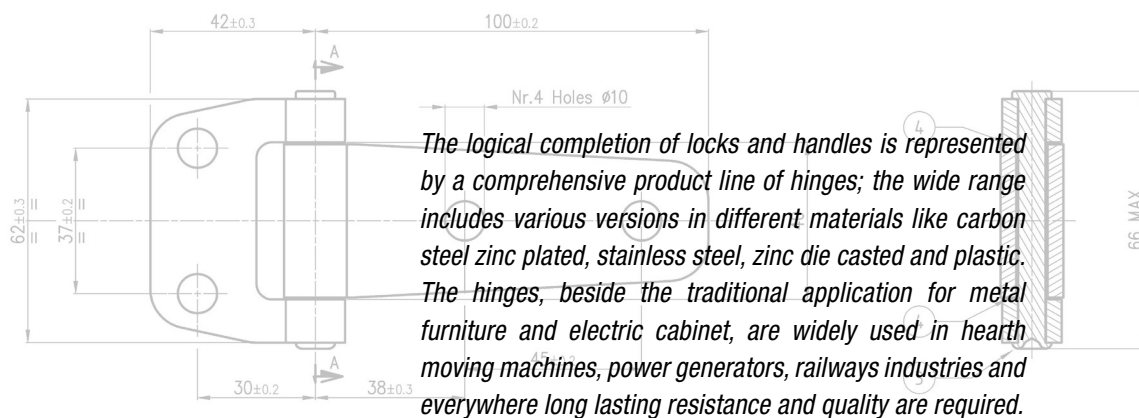 42±0.3
100±0.2
A
Nr.4 Holes Ø10
4
The logical completion of locks and handles is represented
by a comprehensive product line of hinges; the wide range
includes various versions in different materials like carbon
steel zinc plated, stainless steel, zinc die casted and plastic.
The hinges, beside the traditional application for metal
furniture and electric cabinet, are widely used in hearth
moving machines, power generators, railways industries and
everywhere long lasting resistance and quality are required.
62±0.3
37±0.2
66 MAX
4
45±0.2
A
30±0.2
38±0.3